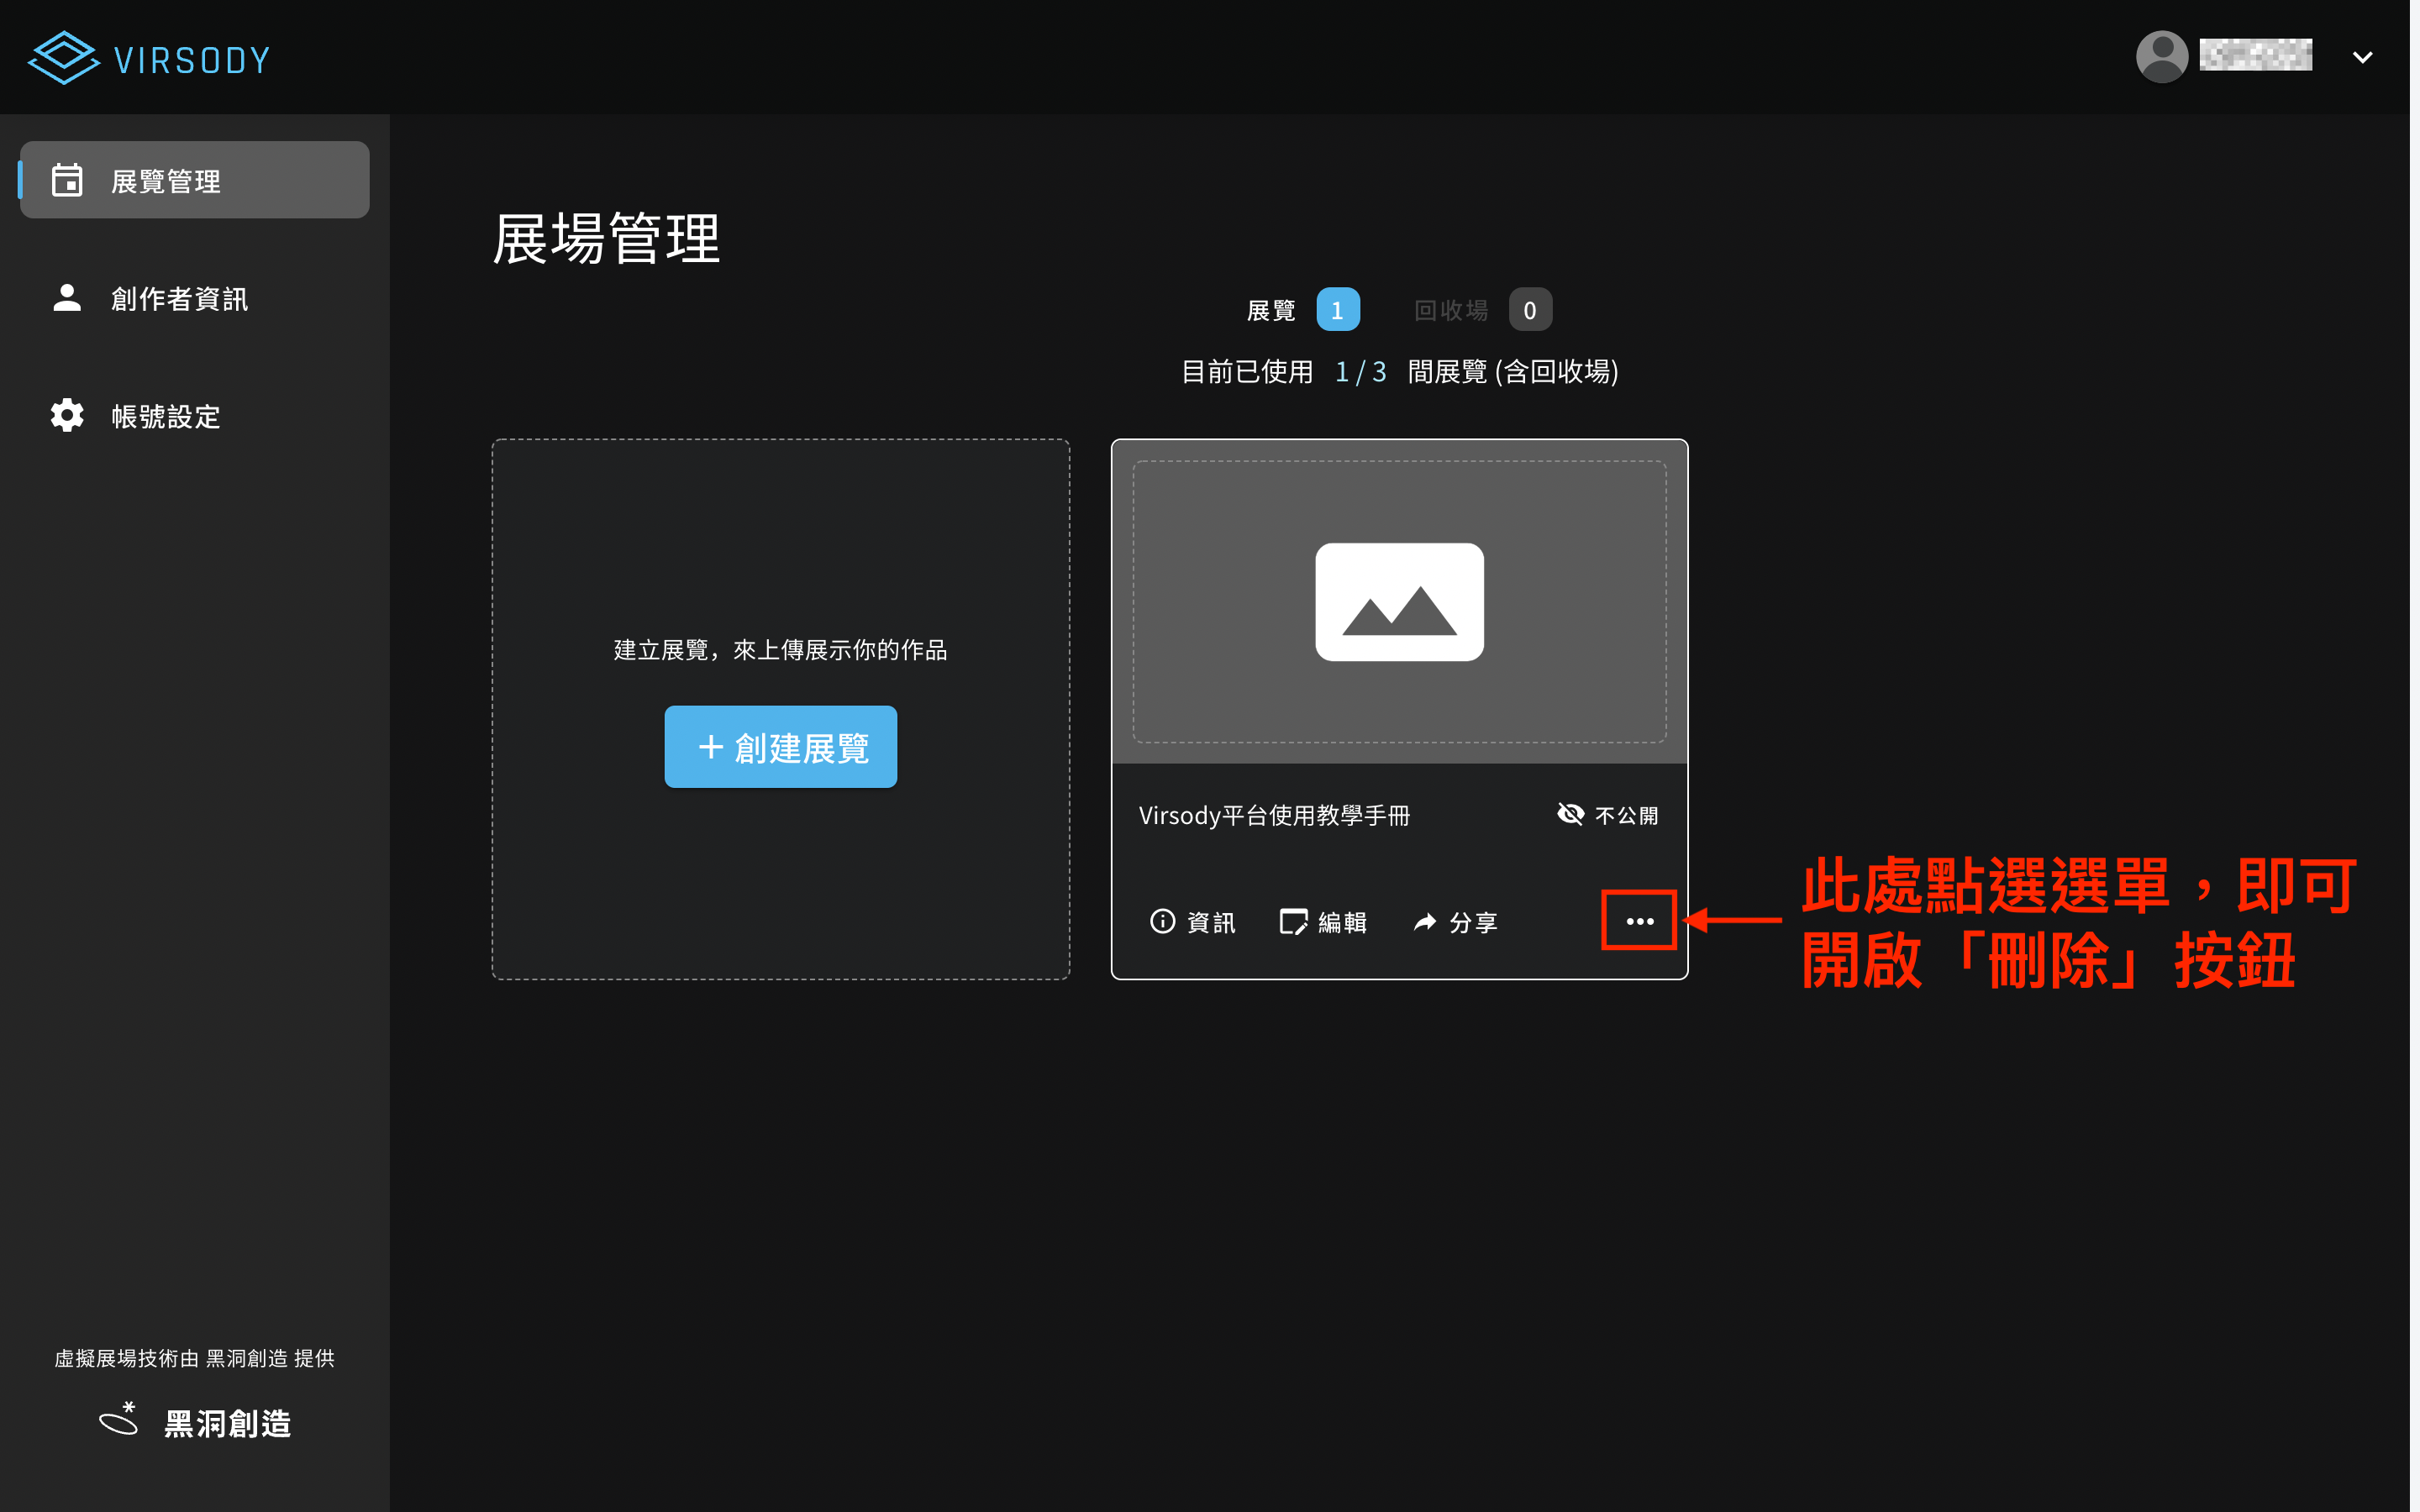 VIRSODY
展覽管理
創作者資訊
帳號設定
展場管理
展覽 1 回收場 0
目前已使用 1 / 3 間展覽 (含回收場)
建立展覽，來上傳展示你的作品
+ 創建展覽
Virsody平台使用教學手冊
不公開
資訊 編輯 分享
此處點選選單，即可
開啟「刪除」按鈕
虛擬展場技術由 黑洞創造 提供
黑洞創造